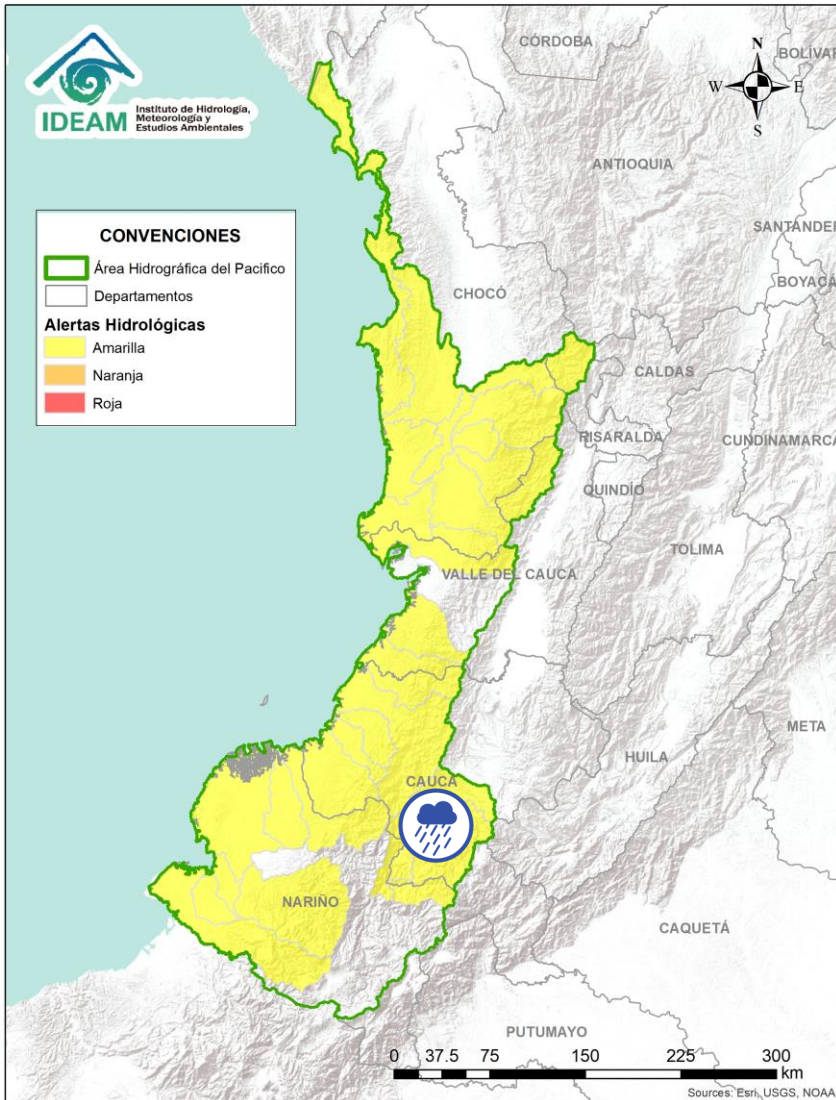 IDEAM
Instituto de Hidrología,
Meteorología y
Estudios Ambientales
N
W
E
S
CÓRDOBA
BOLÍVAR
ANTIOQUIA
SANTANDER
BOYACÁ
CHOCÓ
CALDAS
RISARALDA
CUNDINAMARCA
QUINDÍO
TOLIMA
VALLE DEL CAUCA
META
HUILA
CAUCA
NARIÑO
CAQUETÁ
PUTUMAYO
CONVENCIONES
Área Hidrográfica del Pacifico
Departamentos
Alertas Hidrológicas
Amarilla
Naranja
Roja
0 37.5 75 150 225 300
km
Sources: Esri, USGS, NOAA